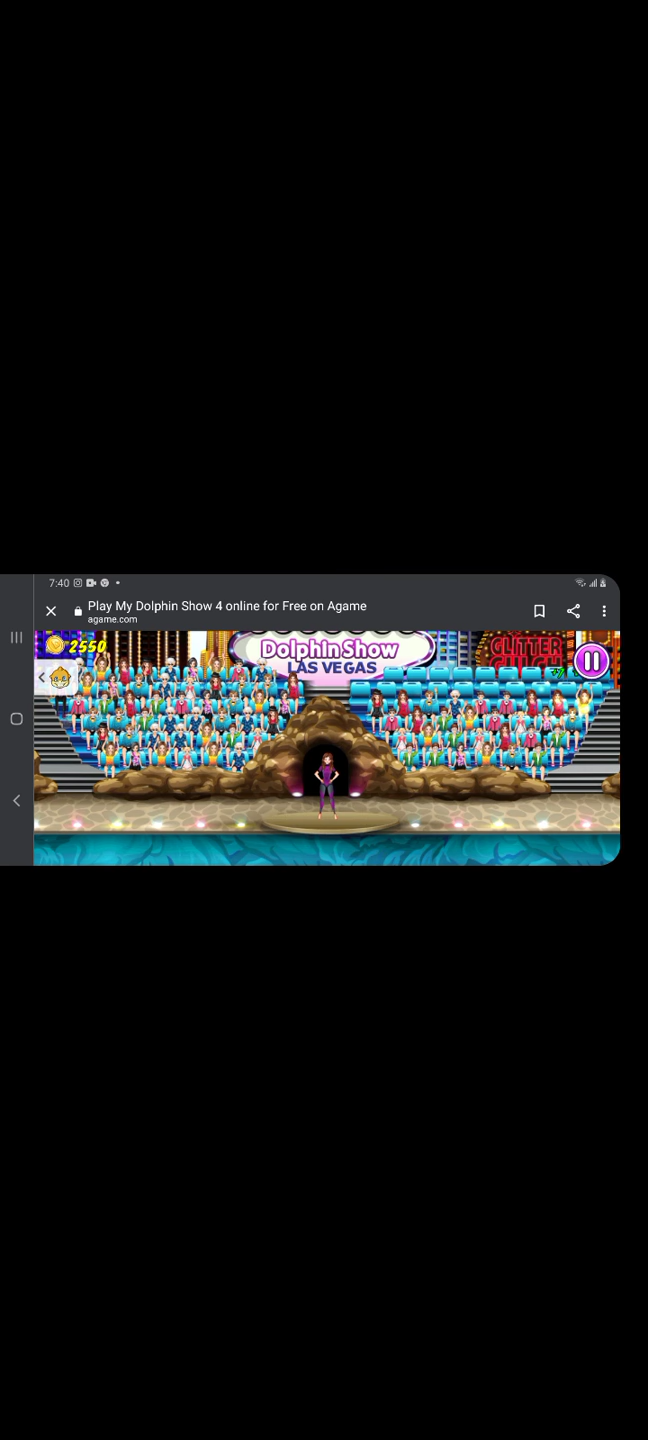 7:40
Play My Dolphin Show 4 online for Free on Agame
agame.com
2550
Dolphin Show
LAS VEGAS
GLITTER
GULCH